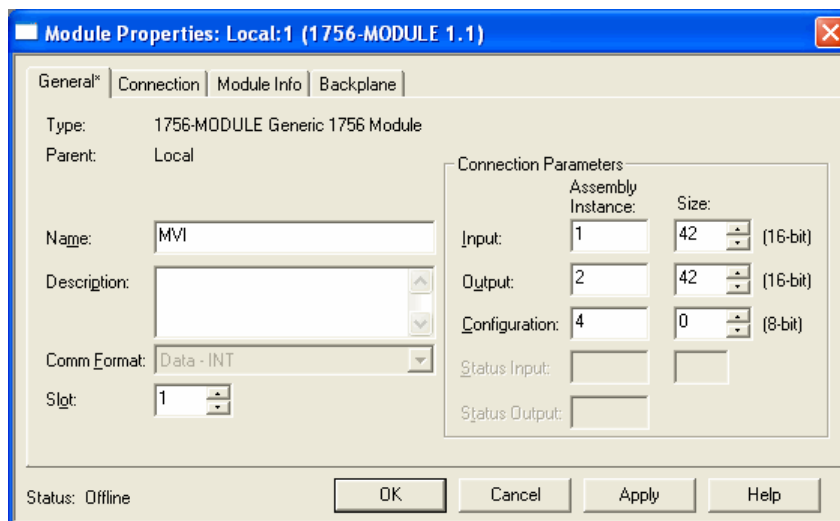 Module Properties: Local:1 (1756-MODULE 1.1)
General* Connection Module Info Backplane
Type: 1756-MODULE Generic 1756 Module
Parent: Local
Connection Parameters
Assembly Instance: Size:
Name: MVI
Input: 1 42 (16-bit)
Description:
Output: 2 42 (16-bit)
Configuration: 4 0 (8-bit)
Comm Format: Data - INT
Status Input:
Slot: 1
Status Output:
Status: Offline OK Cancel Apply Help